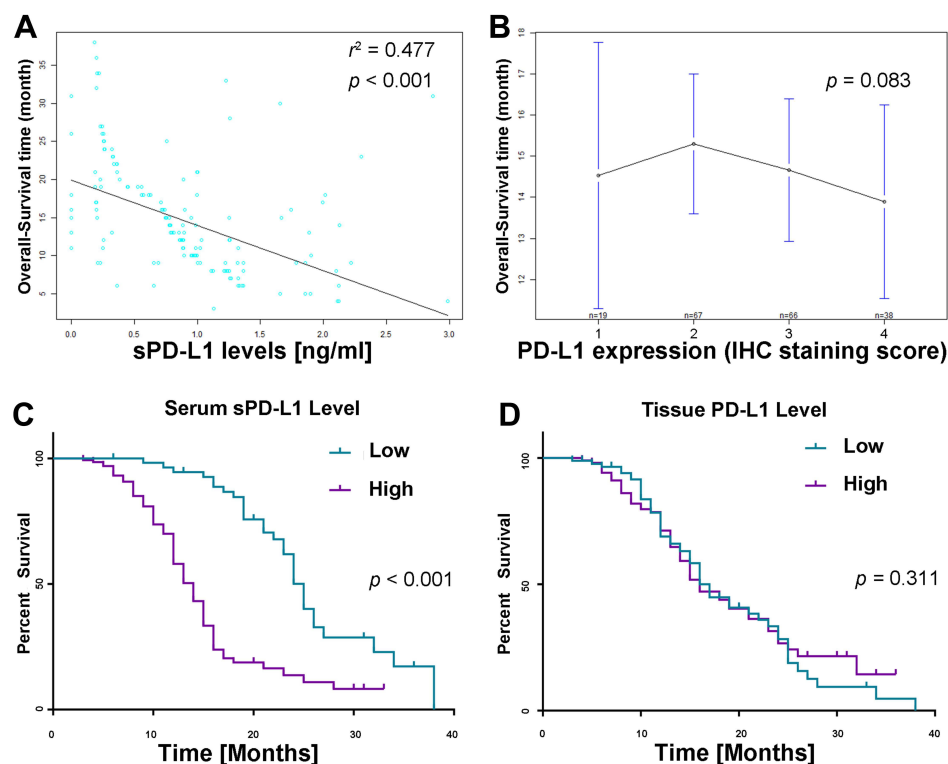 A
r² = 0.477
p < 0.001
Overall-Survival time (month)
5 10 15 20 25 30 35
0.0 0.5 1.0 1.5 2.0 2.5 3.0
sPD-L1 levels [ng/ml]
B
p = 0.083
Overall-Survival time (month)
12 13 14 15 16 17 18
n=19 n=67 n=66 n=38
1 2 3 4
PD-L1 expression (IHC staining score)
C
Serum sPD-L1 Level
Low
High
p < 0.001
Percent Survival
0 50 100
0 10 20 30 40
Time [Months]
D
Tissue PD-L1 Level
Low
High
p = 0.311
Percent Survival
0 50 100
0 10 20 30 40
Time [Months]